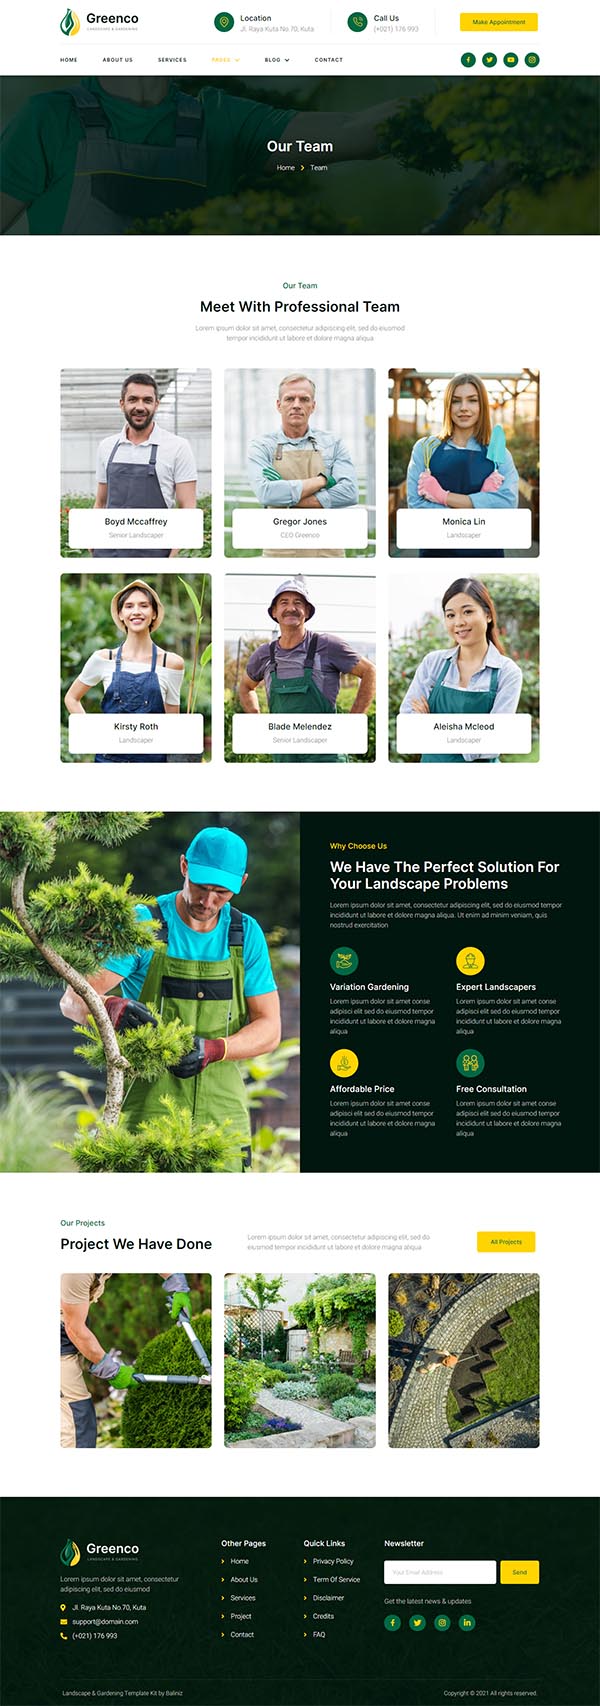 Greenco
LANDSCAPE & GARDENING
Location
Jl. Raya Kuta No.70, Kuta
Call Us
(+021) 176 993
Make Appointment
HOME
ABOUT US
SERVICES
PAGES
BLOG
CONTACT
Our Team
Home
Team
Our Team
Meet With Professional Team
Lorem ipsum dolor sit amet, consectetur adipiscing elit, sed do eiusmod
tempor incididunt ut labore et dolore magna aliqua
Boyd Mccaffrey
Senior Landscaper
Gregor Jones
CEO Greenco
Monica Lin
Landscaper
Kirsty Roth
Landscaper
Blade Melendez
Senior Landscaper
Aleisha Mcleod
Landscaper
Why Choose Us
We Have The Perfect Solution For
Your Landscape Problems
Lorem ipsum dolor sit amet, consectetur adipiscing elit, sed do eiusmod tempor
incididunt ut labore et dolore magna aliqua. Ut enim ad minim veniam, quis
nostrud exercitation
Variation Gardening
Lorem ipsum dolor sit amet conse
adipisci elit sed do eiusmod tempor
incididunt ut labore et dolore magna
aliqua
Expert Landscapers
Lorem ipsum dolor sit amet conse
adipisci elit sed do eiusmod tempor
incididunt ut labore et dolore magna
aliqua
Affordable Price
Lorem ipsum dolor sit amet conse
adipisci elit sed do eiusmod tempor
incididunt ut labore et dolore magna
aliqua
Free Consultation
Lorem ipsum dolor sit amet conse
adipisci elit sed do eiusmod tempor
incididunt ut labore et dolore magna
aliqua
Our Projects
Project We Have Done
Lorem ipsum dolor sit amet, consectetur adipiscing elit, sed do
eiusmod tempor incididunt ut labore et dolore magna aliqua
All Projects
Greenco
LANDSCAPE & GARDENING
Lorem ipsum dolor sit amet, consectetur
adipiscing elit, sed do eiusmod
Jl. Raya Kuta No.70, Kuta
support@domain.com
(+021) 176 993
Other Pages
Home
About Us
Services
Project
Contact
Quick Links
Privacy Policy
Term Of Service
Disclaimer
Credits
FAQ
Newsletter
Your Email Address
Send
Get the latest news & updates
Landscape & Gardening Template Kit by Baliniz
Copyright © 2021 All rights reserved.